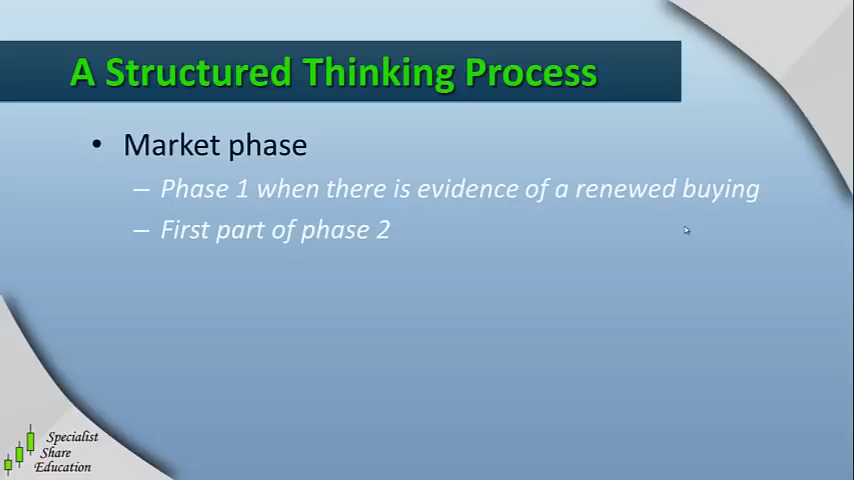 A Structured Thinking Process
• Market phase
– Phase 1 when there is evidence of a renewed buying
– First part of phase 2
Specialist
Share
Education